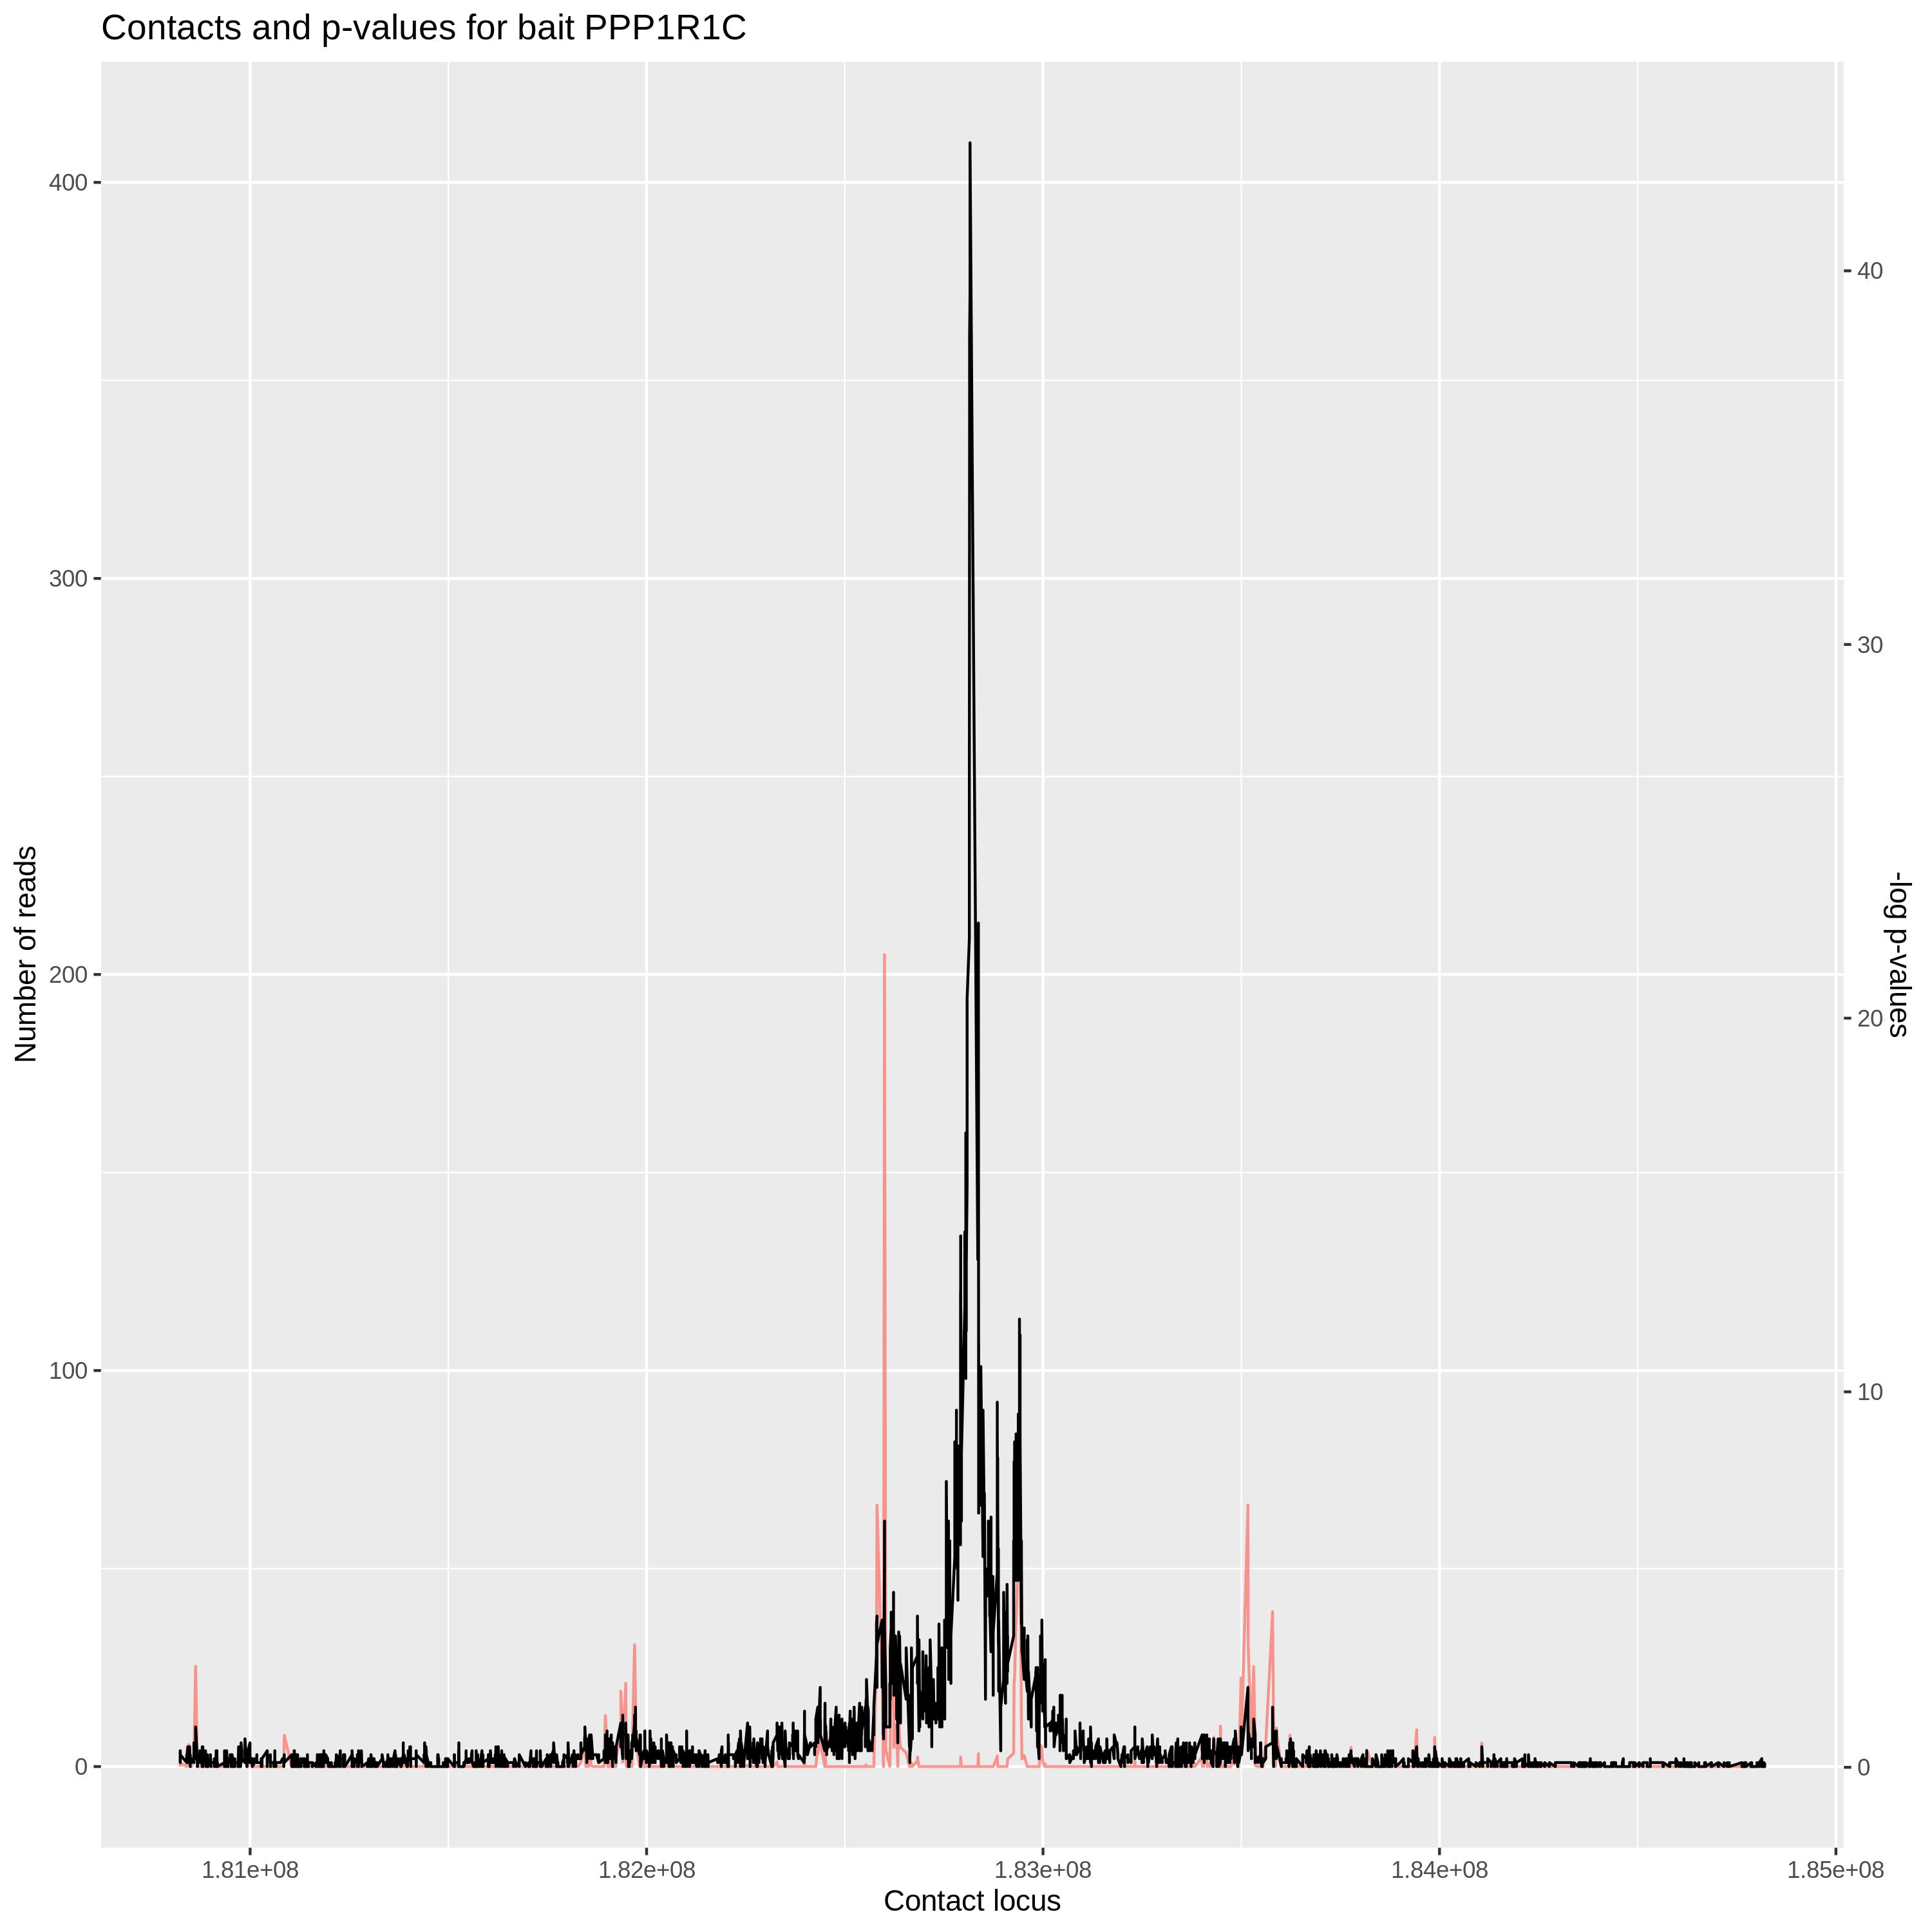 Contacts and p-values for bait PPP1R1C
Number of reads
400
300
200
100
0
40
30
20
10
0
-log p-values
1.81e+08
1.82e+08
1.83e+08
1.84e+08
1.85e+08
Contact locus